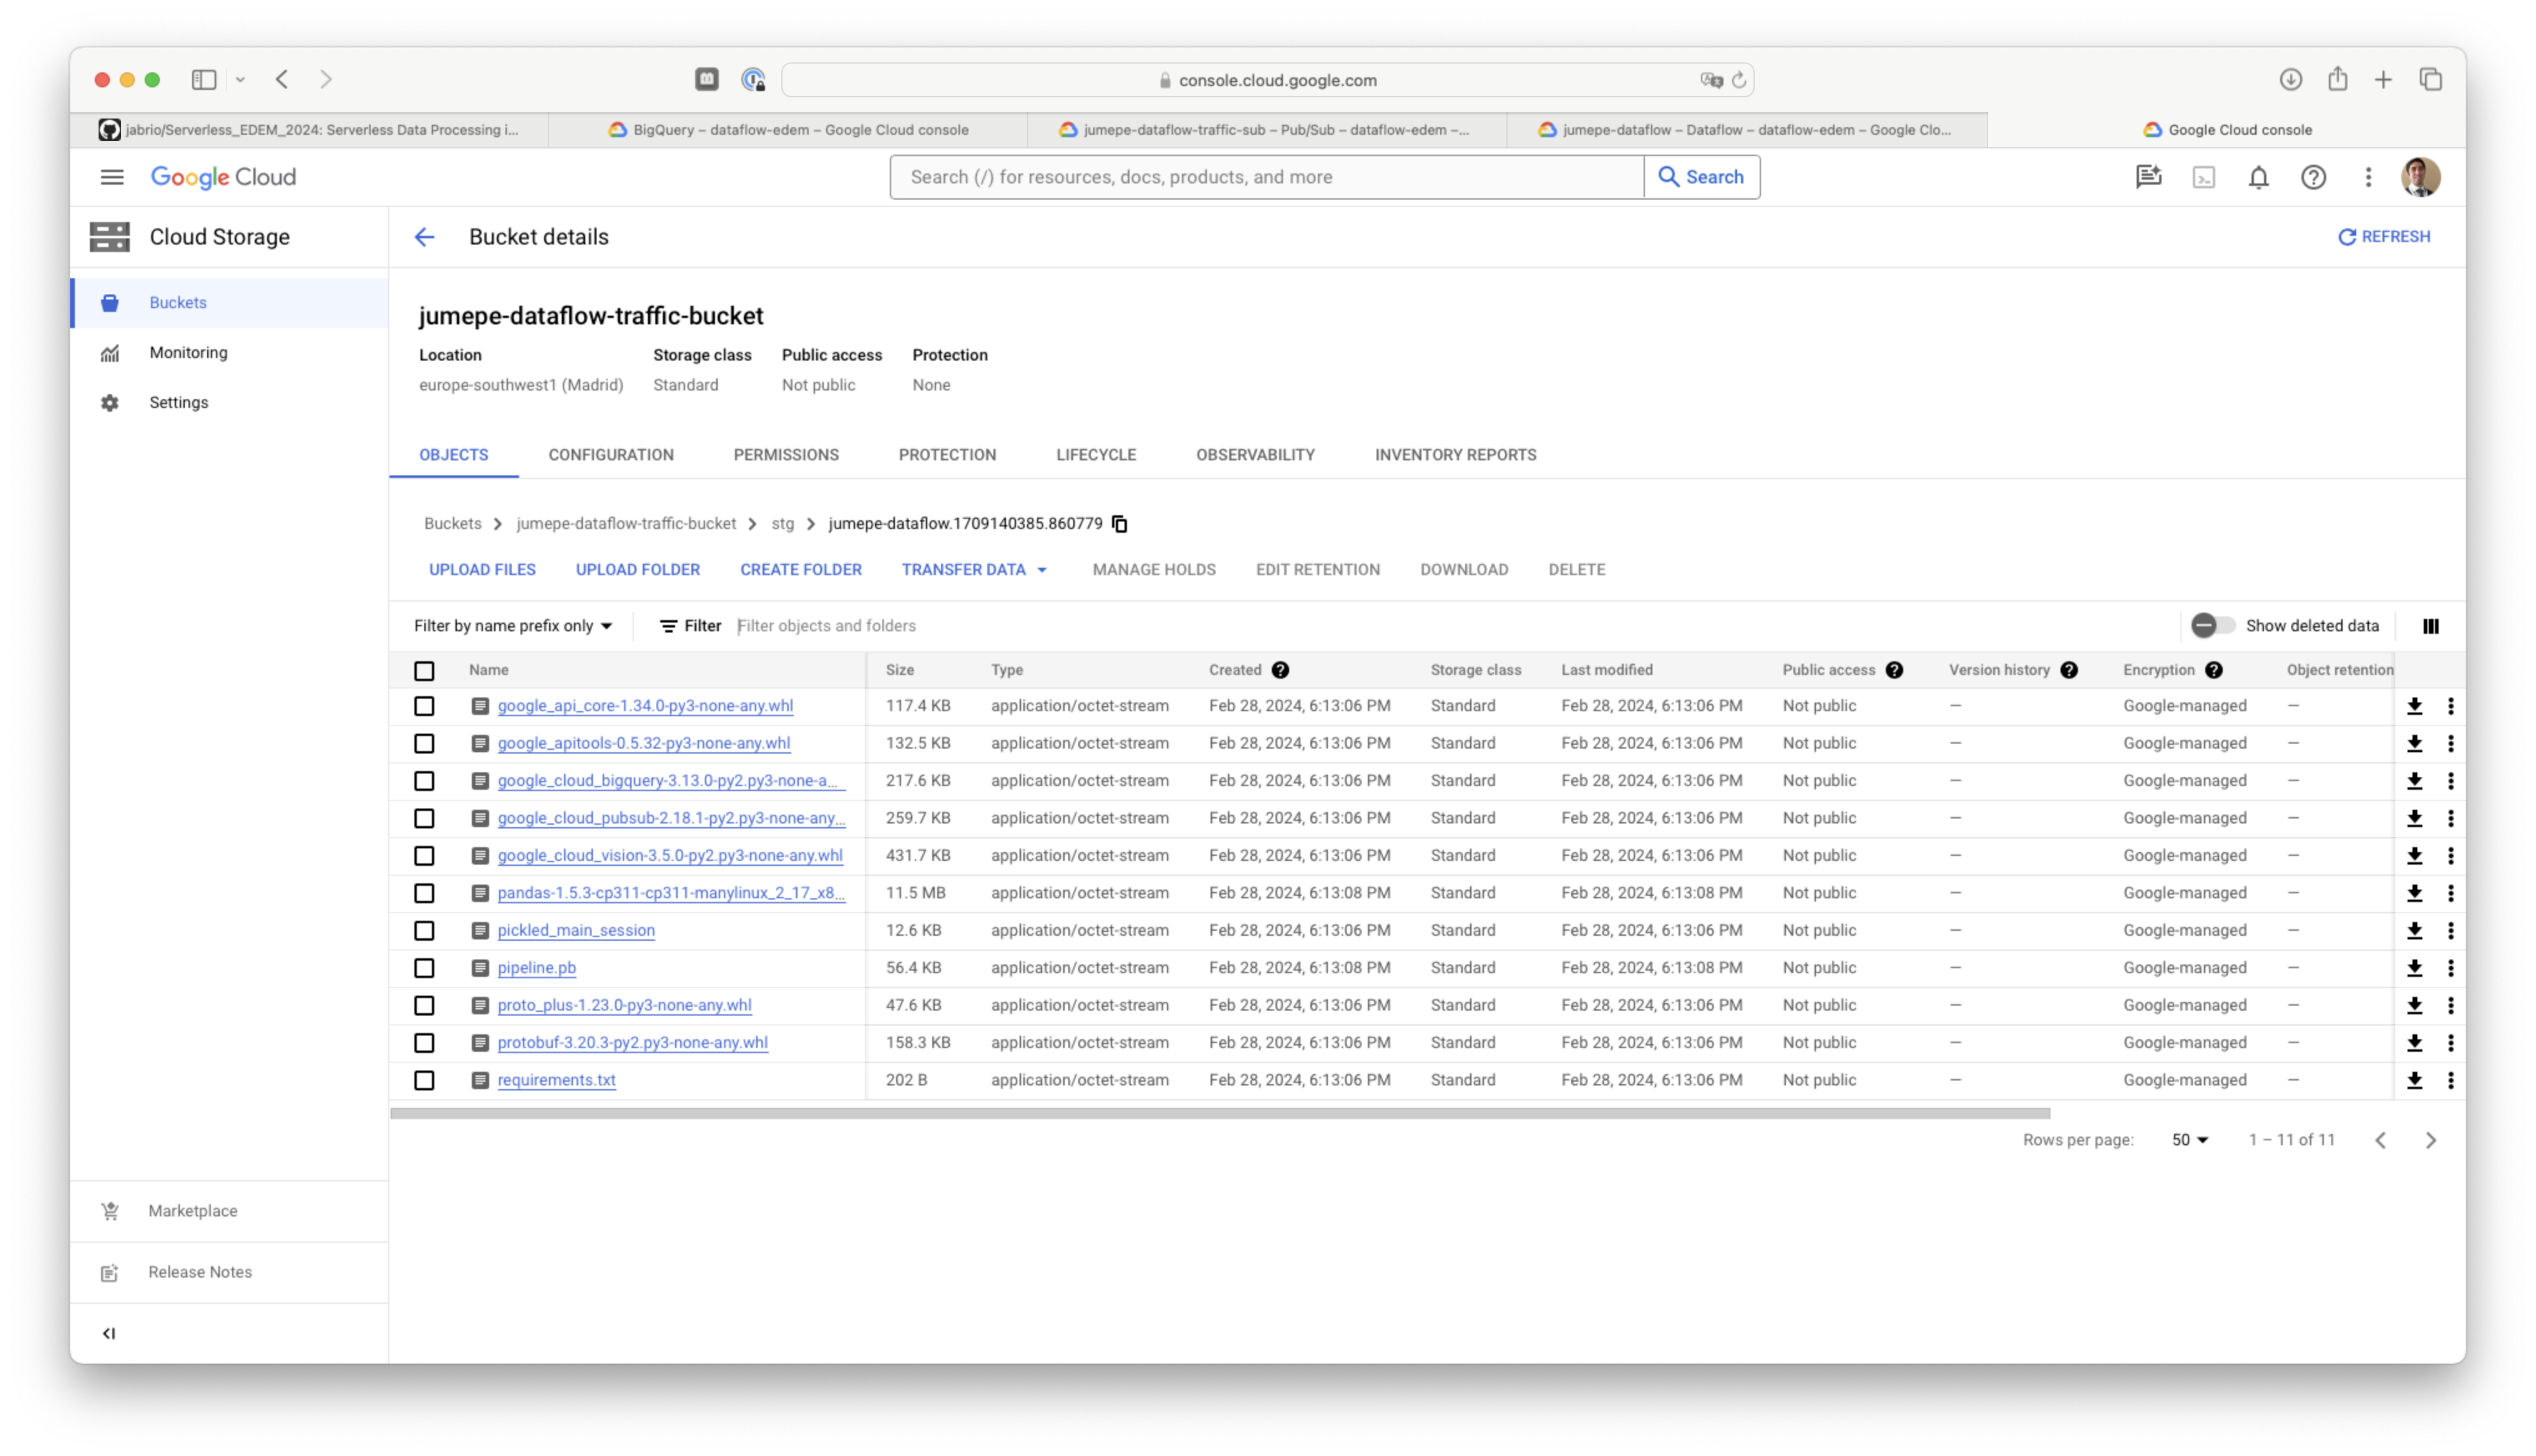 console.cloud.google.com
jabrio/Serverless_EDEM_2024: Serverless Data Processing i...
BigQuery – dataflow-edem – Google Cloud console
jumepe-dataflow-traffic-sub – Pub/Sub – dataflow-edem –...
jumepe-dataflow – Dataflow – dataflow-edem – Google Clo...
Google Cloud console
Google Cloud
Search (/) for resources, docs, products, and more
Search
Cloud Storage
Bucket details
REFRESH
Buckets
Monitoring
Settings
jumepe-dataflow-traffic-bucket
Location Storage class Public access Protection
europe-southwest1 (Madrid) Standard Not public None
OBJECTS CONFIGURATION PERMISSIONS PROTECTION LIFECYCLE OBSERVABILITY INVENTORY REPORTS
Buckets > jumepe-dataflow-traffic-bucket > stg > jumepe-dataflow.1709140385.860779
UPLOAD FILES UPLOAD FOLDER CREATE FOLDER TRANSFER DATA MANAGE HOLDS EDIT RETENTION DOWNLOAD DELETE
Filter by name prefix only Filter Filter objects and folders Show deleted data
Name Size Type Created Storage class Last modified Public access Version history Encryption Object retention
google_api_core-1.34.0-py3-none-any.whl 117.4 KB application/octet-stream Feb 28, 2024, 6:13:06 PM Standard Feb 28, 2024, 6:13:06 PM Not public — Google-managed —
google_apitools-0.5.32-py3-none-any.whl 132.5 KB application/octet-stream Feb 28, 2024, 6:13:06 PM Standard Feb 28, 2024, 6:13:06 PM Not public — Google-managed —
google_cloud_bigquery-3.13.0-py2.py3-none-a... 217.6 KB application/octet-stream Feb 28, 2024, 6:13:06 PM Standard Feb 28, 2024, 6:13:06 PM Not public — Google-managed —
google_cloud_pubsub-2.18.1-py2.py3-none-any... 259.7 KB application/octet-stream Feb 28, 2024, 6:13:06 PM Standard Feb 28, 2024, 6:13:06 PM Not public — Google-managed —
google_cloud_vision-3.5.0-py2.py3-none-any.whl 431.7 KB application/octet-stream Feb 28, 2024, 6:13:06 PM Standard Feb 28, 2024, 6:13:06 PM Not public — Google-managed —
pandas-1.5.3-cp311-cp311-manylinux_2_17_x8... 11.5 MB application/octet-stream Feb 28, 2024, 6:13:08 PM Standard Feb 28, 2024, 6:13:08 PM Not public — Google-managed —
pickled_main_session 12.6 KB application/octet-stream Feb 28, 2024, 6:13:08 PM Standard Feb 28, 2024, 6:13:08 PM Not public — Google-managed —
pipeline.pb 56.4 KB application/octet-stream Feb 28, 2024, 6:13:08 PM Standard Feb 28, 2024, 6:13:08 PM Not public — Google-managed —
proto_plus-1.23.0-py3-none-any.whl 47.6 KB application/octet-stream Feb 28, 2024, 6:13:06 PM Standard Feb 28, 2024, 6:13:06 PM Not public — Google-managed —
protobuf-3.20.3-py2.py3-none-any.whl 158.3 KB application/octet-stream Feb 28, 2024, 6:13:06 PM Standard Feb 28, 2024, 6:13:06 PM Not public — Google-managed —
requirements.txt 202 B application/octet-stream Feb 28, 2024, 6:13:06 PM Standard Feb 28, 2024, 6:13:06 PM Not public — Google-managed —
Rows per page: 50 1 – 11 of 11
Marketplace
Release Notes